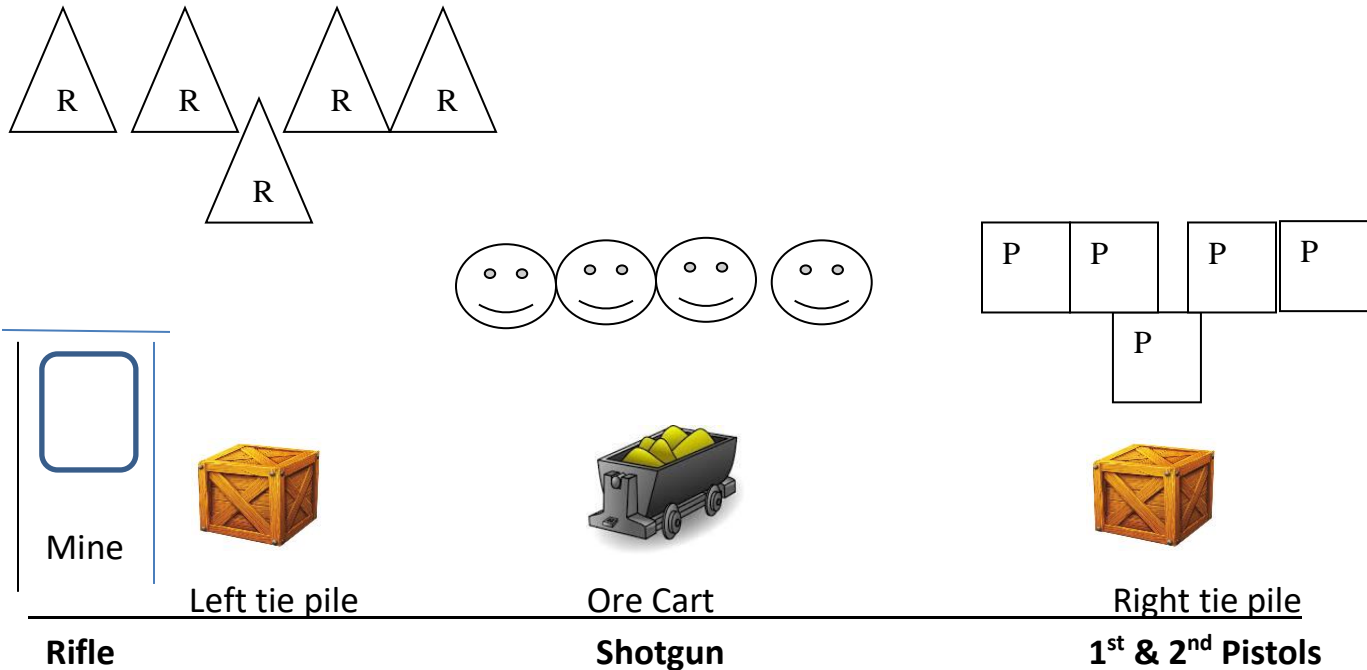 R R R R
R
P P P P
P
Mine
Left tie pile Ore Cart Right tie pile
Rifle Shotgun 1st & 2nd Pistols